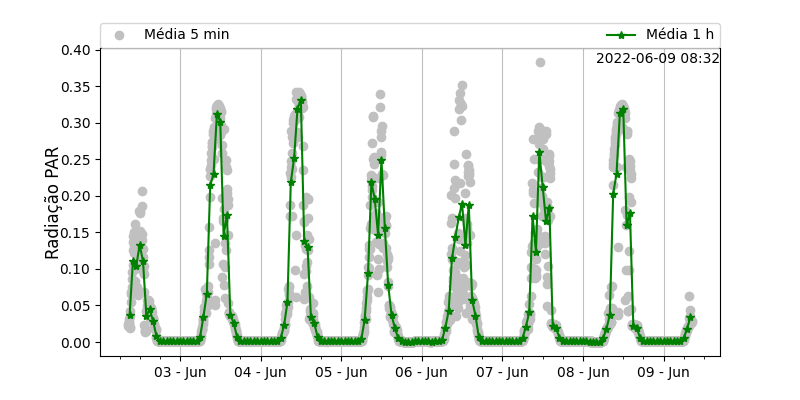 Média 5 min
Média 1 h
2022-06-09 08:32
Radiação PAR
0.40
0.35
0.30
0.25
0.20
0.15
0.10
0.05
0.00
03 - Jun
04 - Jun
05 - Jun
06 - Jun
07 - Jun
08 - Jun
09 - Jun